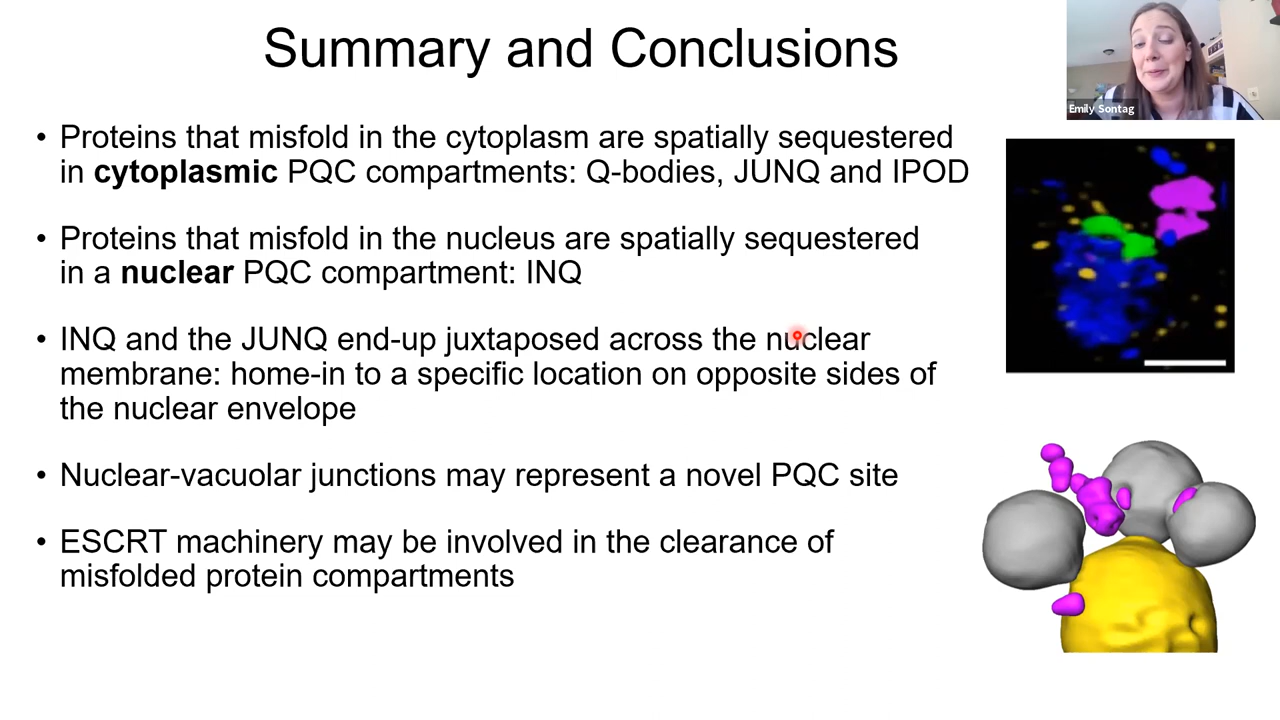 Summary and Conclusions
Emily Sontag
• Proteins that misfold in the cytoplasm are spatially sequestered
in cytoplasmic PQC compartments: Q-bodies, JUNQ and IPOD
• Proteins that misfold in the nucleus are spatially sequestered
in a nuclear PQC compartment: INQ
• INQ and the JUNQ end-up juxtaposed across the nuclear
membrane: home-in to a specific location on opposite sides of
the nuclear envelope
• Nuclear-vacuolar junctions may represent a novel PQC site
• ESCRT machinery may be involved in the clearance of
misfolded protein compartments